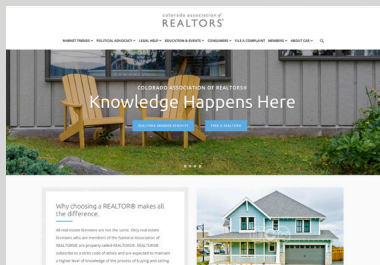 colorado association of
REALTORS®
MARKET TRENDS POLITICAL ADVOCACY LEGAL HELP EDUCATION & EVENTS CONSUMERS FILE A COMPLAINT MEMBERS ABOUT CAR
COLORADO ASSOCIATION OF REALTORS®
Knowledge Happens Here
REALTORS® MEMBER BENEFITS FIND A REALTOR®
Why choosing a REALTOR® makes all
the difference.
All real estate licensees are not the same. Only real estate
licensees who are members of the National Association of
REALTORS® are properly called REALTORS®. REALTORS®
subscribe to a strict code of ethics and are expected to maintain
a higher level of knowledge of the process of buying and selling